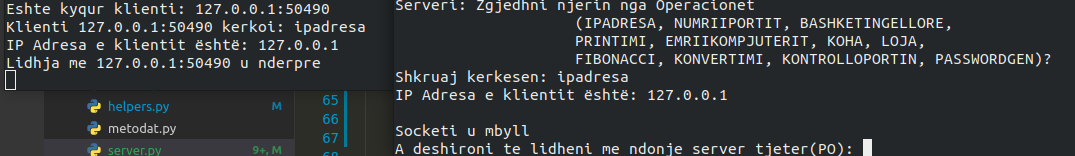 Eshte kyqur klienti: 127.0.0.1:50490
Klienti 127.0.0.1:50490 kerkoi: ipadresa
IP Adresa e klientit është: 127.0.0.1
Lidhja me 127.0.0.1:50490 u nderpre
helpers.py M
metodat.py
server.py 9+, M
65
66
67
68
Serveri: Zgjedhni njerin nga Operacionet
(IPADRESA, NUMRIIPORTIT, BASHKETINGELLORE,
PRINTIMI, EMRIIKOMPJUTERIT, KOHA, LOJA,
FIBONACCI, KONVERTIMI, KONTROLLOPORTIN, PASSWORDGEN)?
Shkruaj kerkesen: ipadresa
IP Adresa e klientit është: 127.0.0.1
Socketi u mbyll
A deshironi te lidheni me ndonje server tjeter(PO):